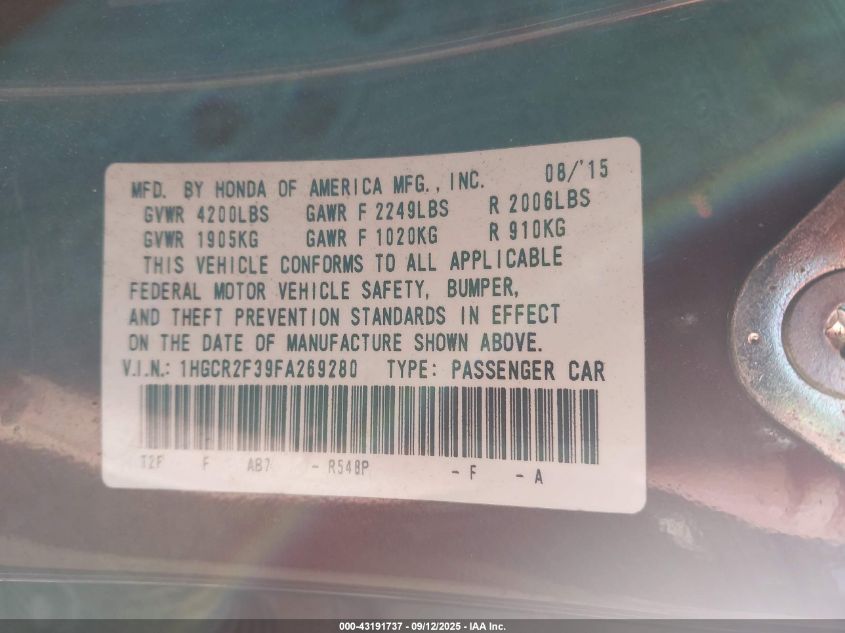 MFD. BY HONDA OF AMERICA MFG., INC. 08/'15
GVWR 4200LBS GAWR F 2249LBS R 2006LBS
GVWR 1905KG GAWR F 1020KG R 910KG
THIS VEHICLE CONFORMS TO ALL APPLICABLE
FEDERAL MOTOR VEHICLE SAFETY, BUMPER,
AND THEFT PREVENTION STANDARDS IN EFFECT
ON THE DATE OF MANUFACTURE SHOWN ABOVE.
V.I.N.: 1HGCR2F39FA269280 TYPE: PASSENGER CAR
T2F F AB7 - R548P - F - A
000-43191737 - 09/12/2025 - IAA Inc.